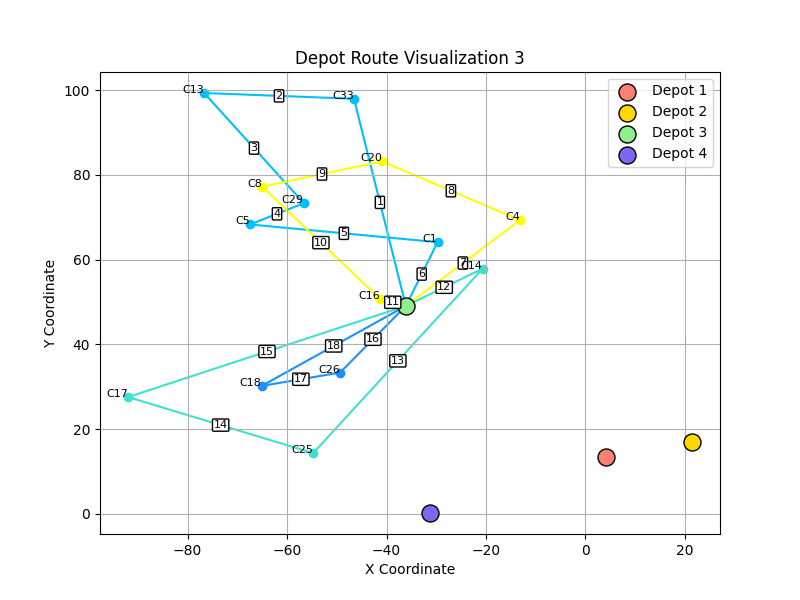 Depot Route Visualization 3
Depot 1
Depot 2
Depot 3
Depot 4
Y Coordinate
100
80
60
40
20
0
C13
2
C33
3
C20
9
C8
8
C29
1
4
C5
5
C4
C1
10
7
C14
6
12
C16
11
16
18
15
13
C26
C18
17
C17
14
C25
−80
−60
−40
−20
0
20
X Coordinate